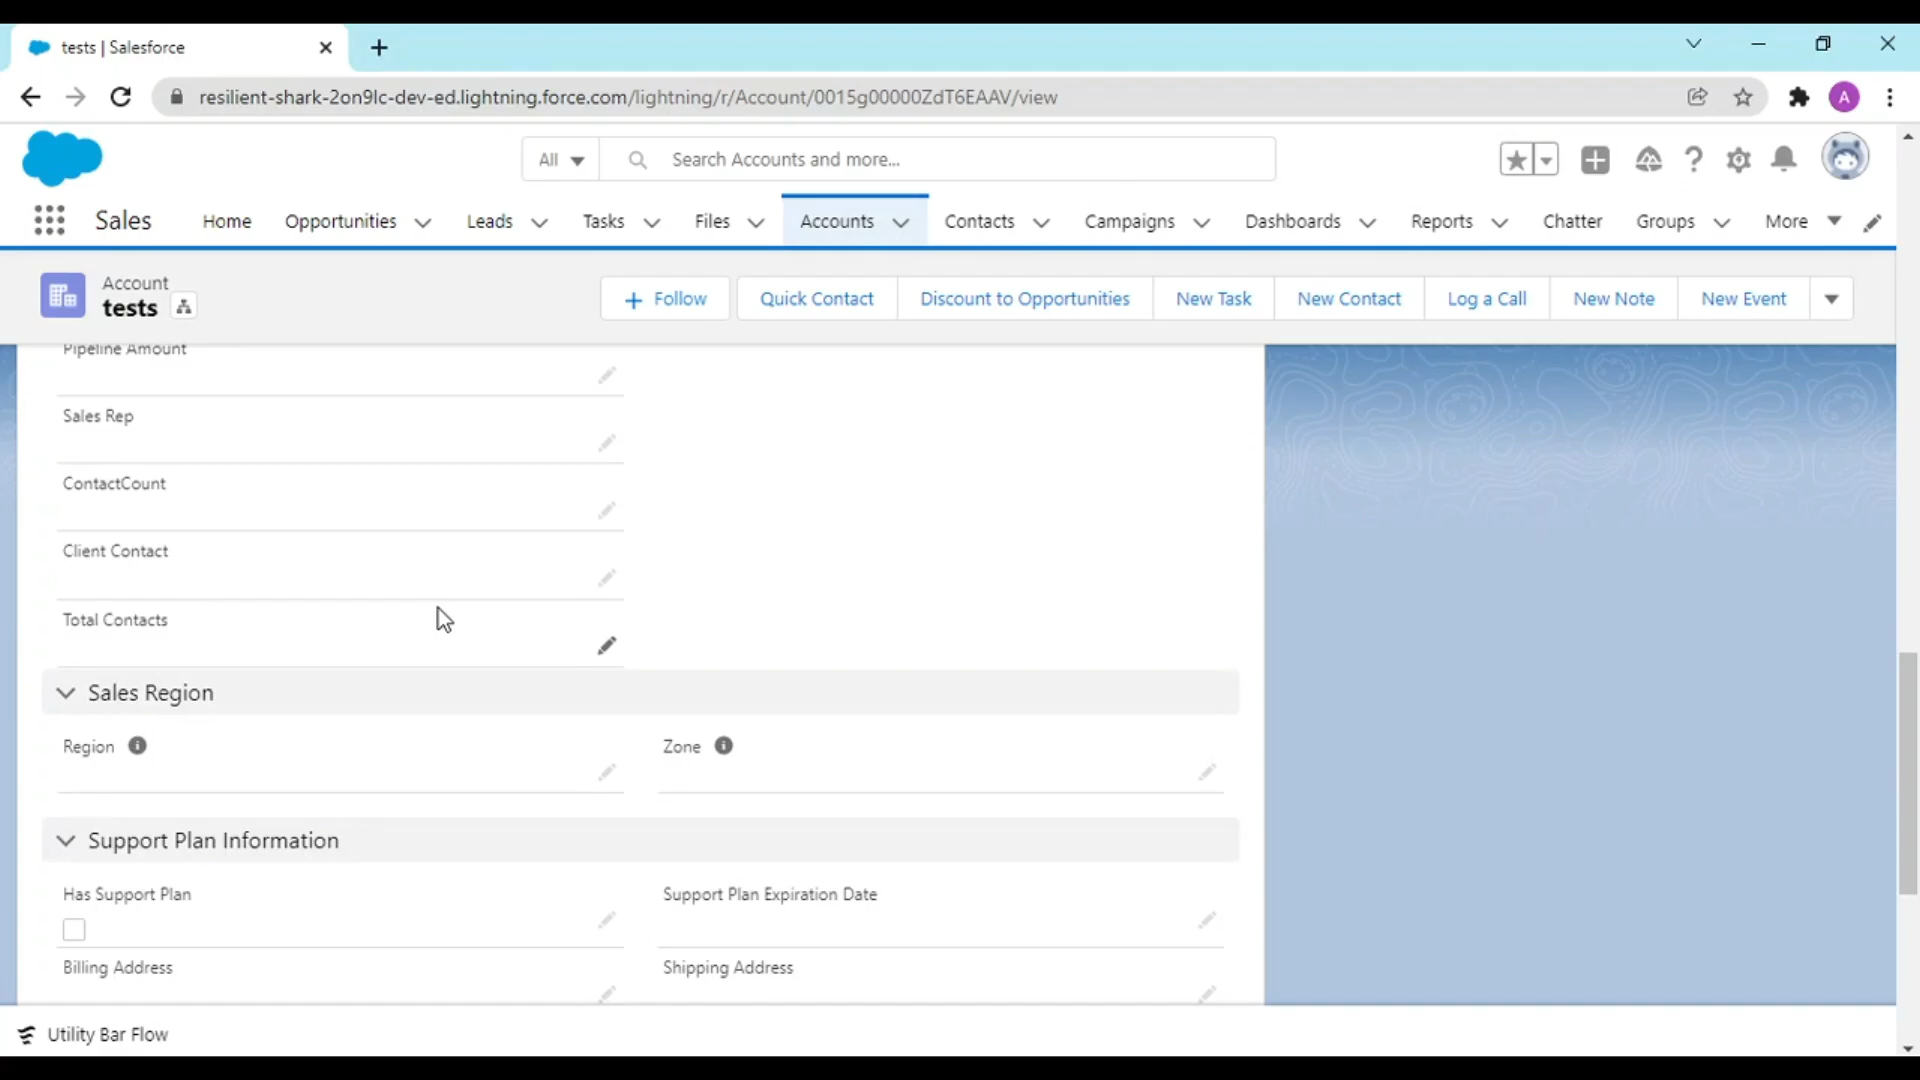 tests | Salesforce
resilient-shark-2on9lc-dev-ed.lightning.force.com/lightning/r/Account/0015g00000ZdT6EAAV/view
A
All
Search Accounts and more...
Sales
Home
Opportunities
Leads
Tasks
Files
Accounts
Contacts
Campaigns
Dashboards
Reports
Chatter
Groups
More
Account
tests
Follow
Quick Contact
Discount to Opportunities
New Task
New Contact
Log a Call
New Note
New Event
Pipeline Amount
Sales Rep
ContactCount
Client Contact
Total Contacts
Sales Region
Region
Zone
Support Plan Information
Has Support Plan
Support Plan Expiration Date
Billing Address
Shipping Address
Utility Bar Flow